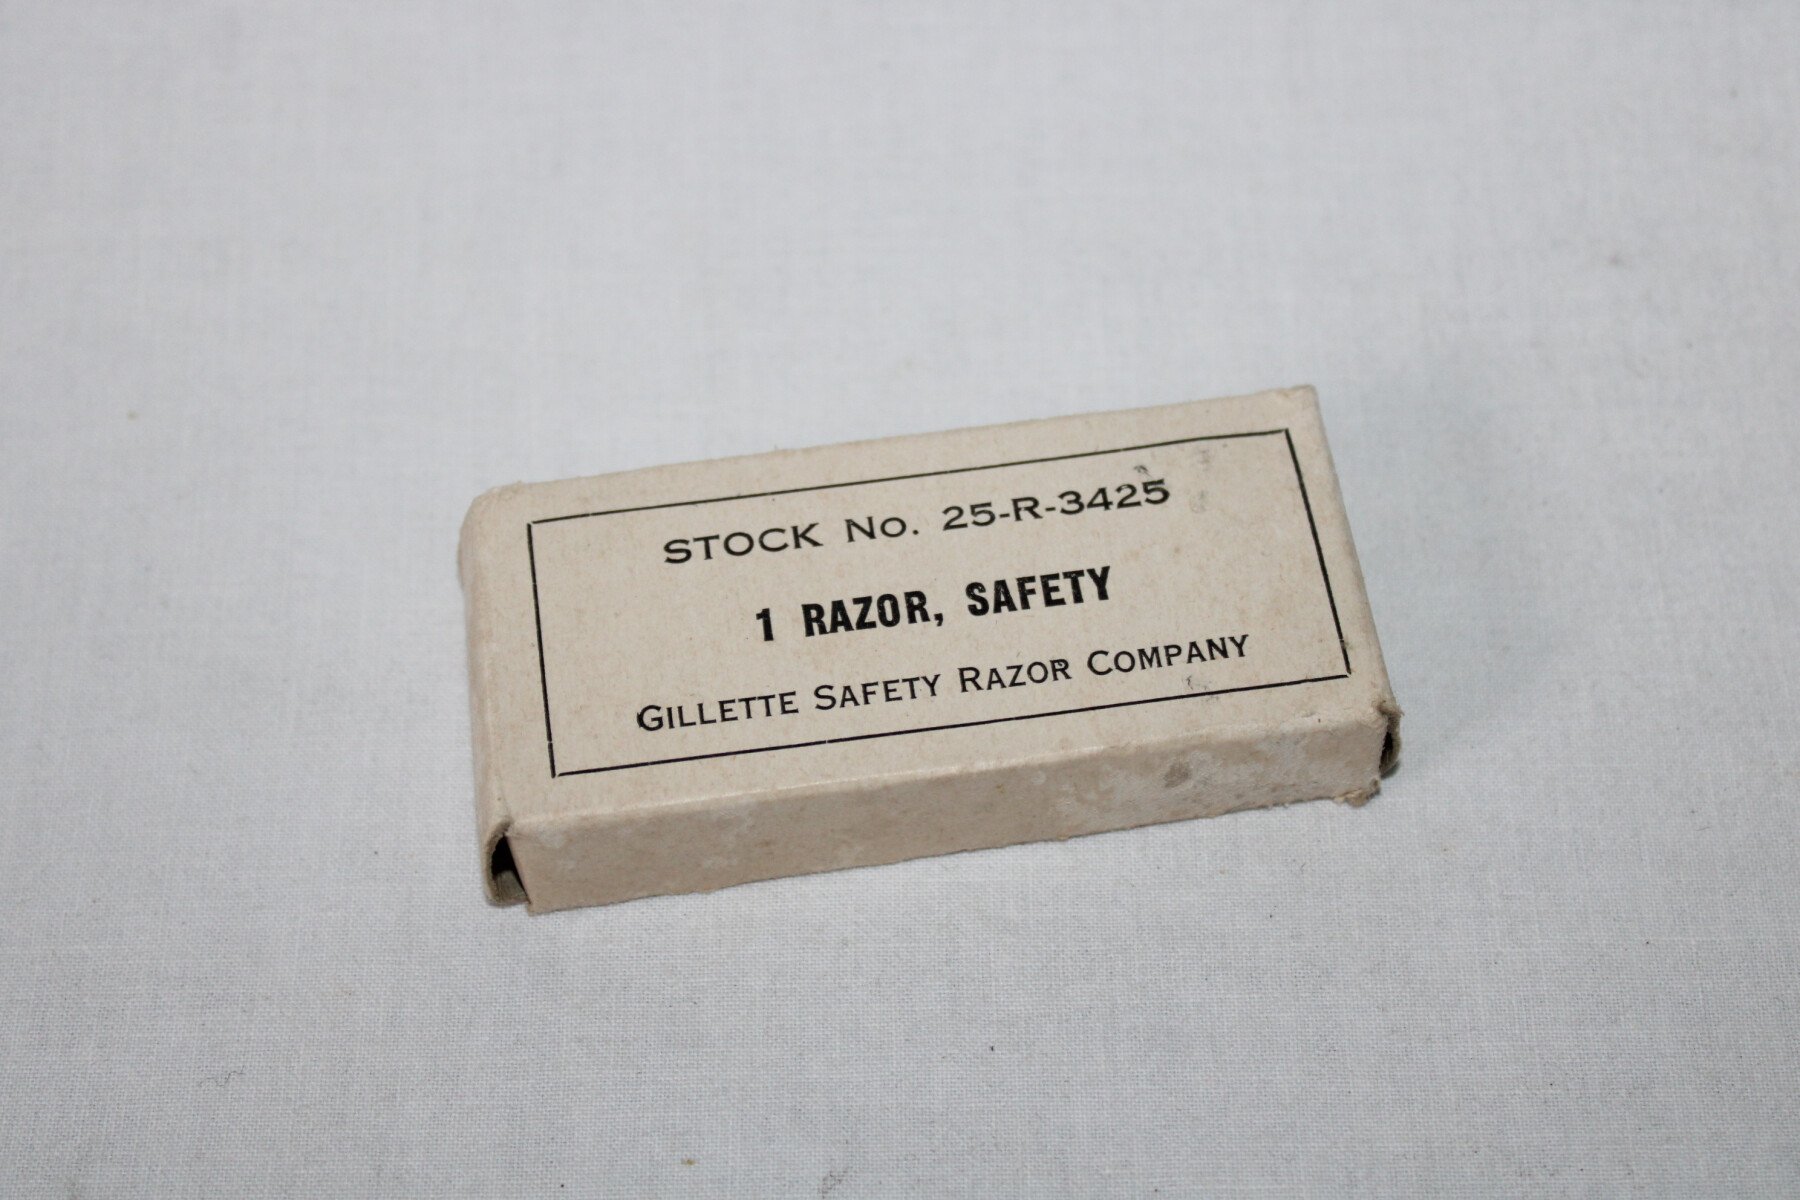 STOCK No. 25-R-3425
1 RAZOR, SAFETY
GILLETTE SAFETY RAZOR COMPANY